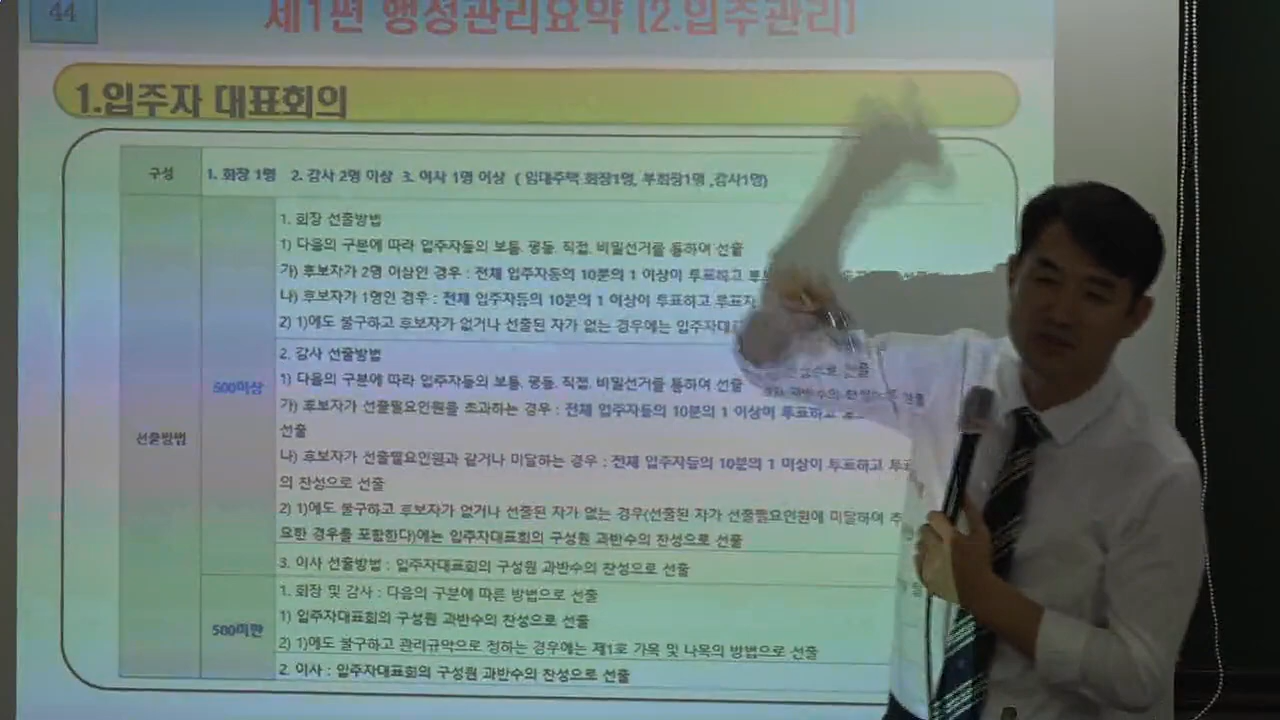 44
제1편 행정관리요약 [2.입주관리]
1.입주자 대표회의
구성
1. 회장 1명 2. 감사 2명 이상 3. 이사 1명 이상 ( 임대주택 회장1명, 부회장1명 ,감사1명)
선출방법
500이상
1. 회장 선출방법
1) 다음의 구분에 따라 입주자등의 보통, 평등, 직접, 비밀선거를 통하여 선출
가) 후보자가 2명 이상인 경우 : 전체 입주자등의 10분의 1 이상이 투표하고
나) 후보자가 1명인 경우 : 전체 입주자등의 10분의 1 이상이 투표하고 투표자
2) 1)에도 불구하고 후보자가 없거나 선출된 자가 없는 경우에는 입주자대표
2. 감사 선출방법
1) 다음의 구분에 따라 입주자등의 보통, 평등, 직접, 비밀선거를 통하여 선출
가) 후보자가 선출필요인원을 초과하는 경우 : 전체 입주자등의 10분의 1 이상이 투표하고
선출
나) 후보자가 선출필요인원과 같거나 미달하는 경우 : 전체 입주자등의 10분의 1 이상이 투표하고 투표
의 찬성으로 선출
2) 1)에도 불구하고 후보자가 없거나 선출된 자가 없는 경우(선출된 자가 선출필요인원에 미달하여 추
요한 경우를 포함한다)에는 입주자대표회의의 구성원 과반수의 찬성으로 선출
3. 이사 선출방법 : 입주자대표회의의 구성원 과반수의 찬성으로 선출
500미만
1. 회장 및 감사 : 다음의 구분에 따른 방법으로 선출
1) 입주자대표회의 구성원 과반수의 찬성으로 선출
2) 1)에도 불구하고 관리규약으로 정하는 경우에는 제1호 가목 및 나목의 방법으로 선출
2. 이사 : 입주자대표회의 구성원 과반수의 찬성으로 선출